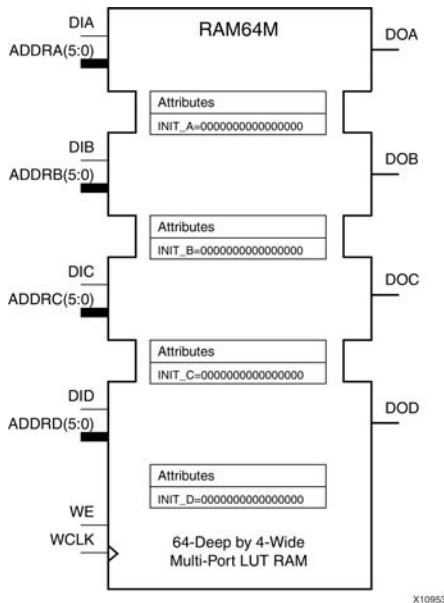 RAM64M
DIA
DOA
ADDRA(5:0)
Attributes
INIT_A=0000000000000000
DIB
DOB
ADDRB(5:0)
Attributes
INIT_B=0000000000000000
DIC
DOC
ADDRC(5:0)
Attributes
INIT_C=0000000000000000
DID
DOD
ADDRD(5:0)
Attributes
INIT_D=0000000000000000
WE
WCLK
64-Deep by 4-Wide
Multi-Port LUT RAM
X10953